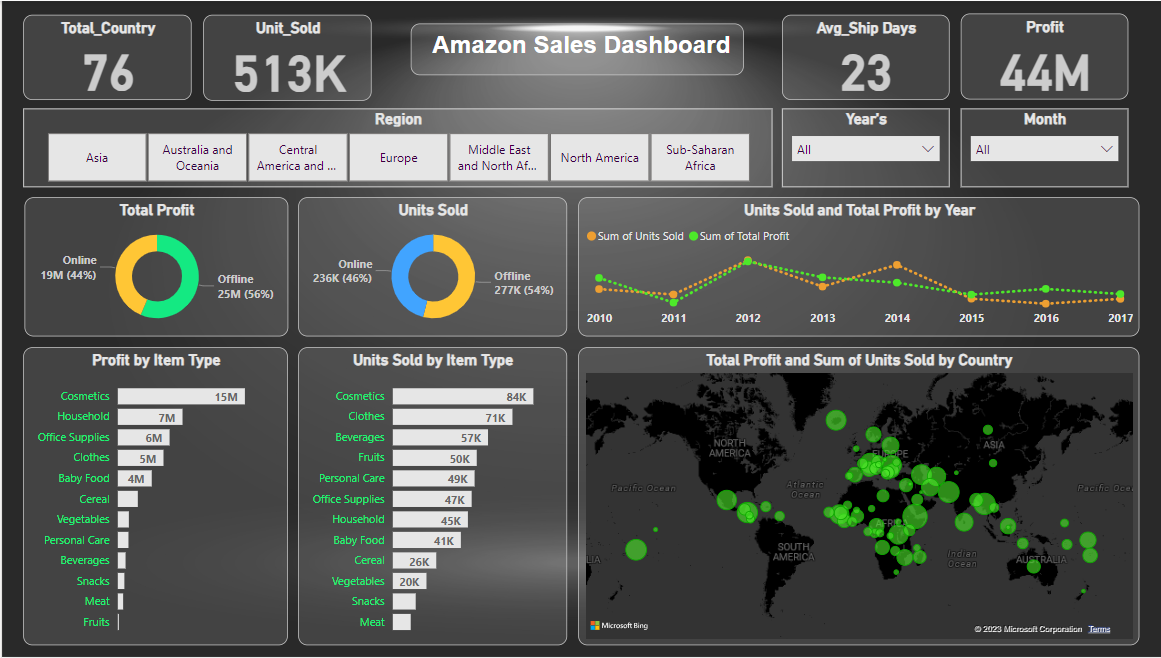 Total_Country
76
Unit_Sold
513K
Amazon Sales Dashboard
Avg_Ship Days
23
Profit
44M
Region
Asia
Australia and
Oceania
Central
America and ...
Europe
Middle East
and North Af...
North America
Sub-Saharan
Africa
Year's
All
Month
All
Total Profit
Online
19M (44%)
Offline
25M (56%)
Units Sold
Online
236K (46%)
Offline
277K (54%)
Units Sold and Total Profit by Year
Sum of Units Sold
Sum of Total Profit
2010
2011
2012
2013
2014
2015
2016
2017
Profit by Item Type
Cosmetics 15M
Household 7M
Office Supplies 6M
Clothes 5M
Baby Food 4M
Cereal
Vegetables
Personal Care
Beverages
Snacks
Meat
Fruits
Units Sold by Item Type
Cosmetics 84K
Clothes 71K
Beverages 57K
Fruits 50K
Personal Care 49K
Office Supplies 47K
Household 45K
Baby Food 41K
Cereal 26K
Vegetables 20K
Snacks
Meat
Total Profit and Sum of Units Sold by Country
NORTH
AMERICA
EUROPE
ASIA
Pacific Ocean
Atlantic
Ocean
Pacific Ocea
AFRICA
LIA
SOUTH
AMERICA
Indian
Ocean
AUSTRALIA
Microsoft Bing
© 2023 Microsoft Corporation Terms